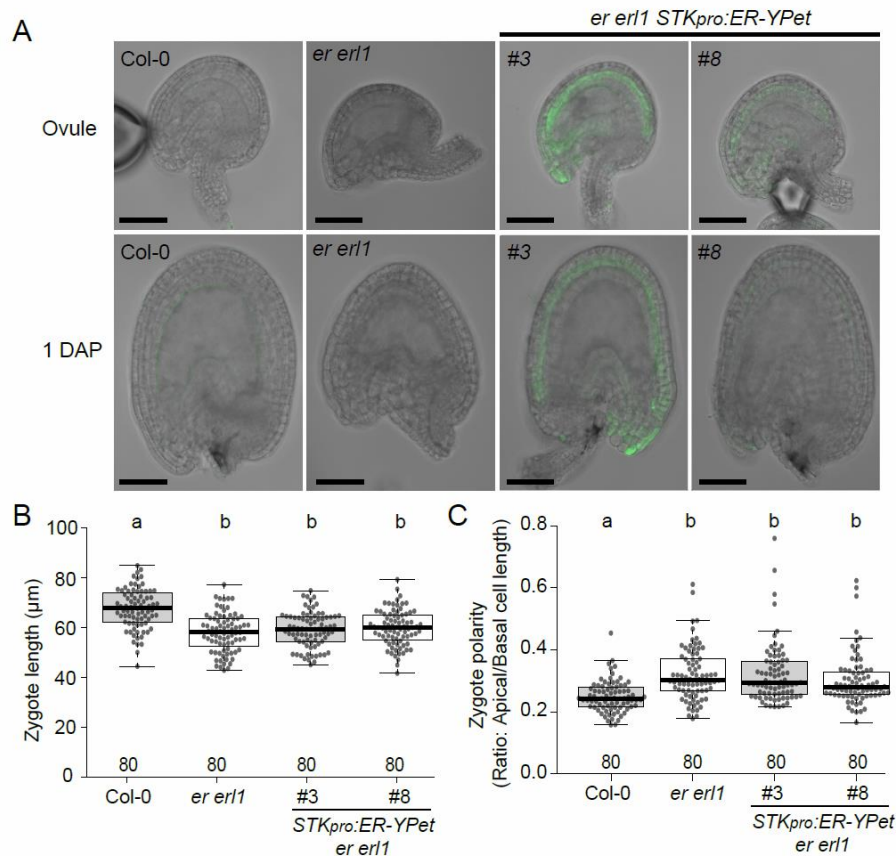 A
er erl1 STKpro:ER-YPet
Col-0
er erl1
#3
#8
Ovule
Col-0
er erl1
#3
#8
1 DAP
B
a
b
b
b
Zygote length (µm)
100
80
60
40
20
0
80
80
80
80
Col-0
er erl1
#3
#8
STKpro:ER-YPet
er erl1
C
a
b
b
b
Zygote polarity
(Ratio: Apical/Basal cell length)
0.8
0.6
0.4
0.2
0.0
80
80
80
80
Col-0
er erl1
#3
#8
STKpro:ER-YPet
er erl1